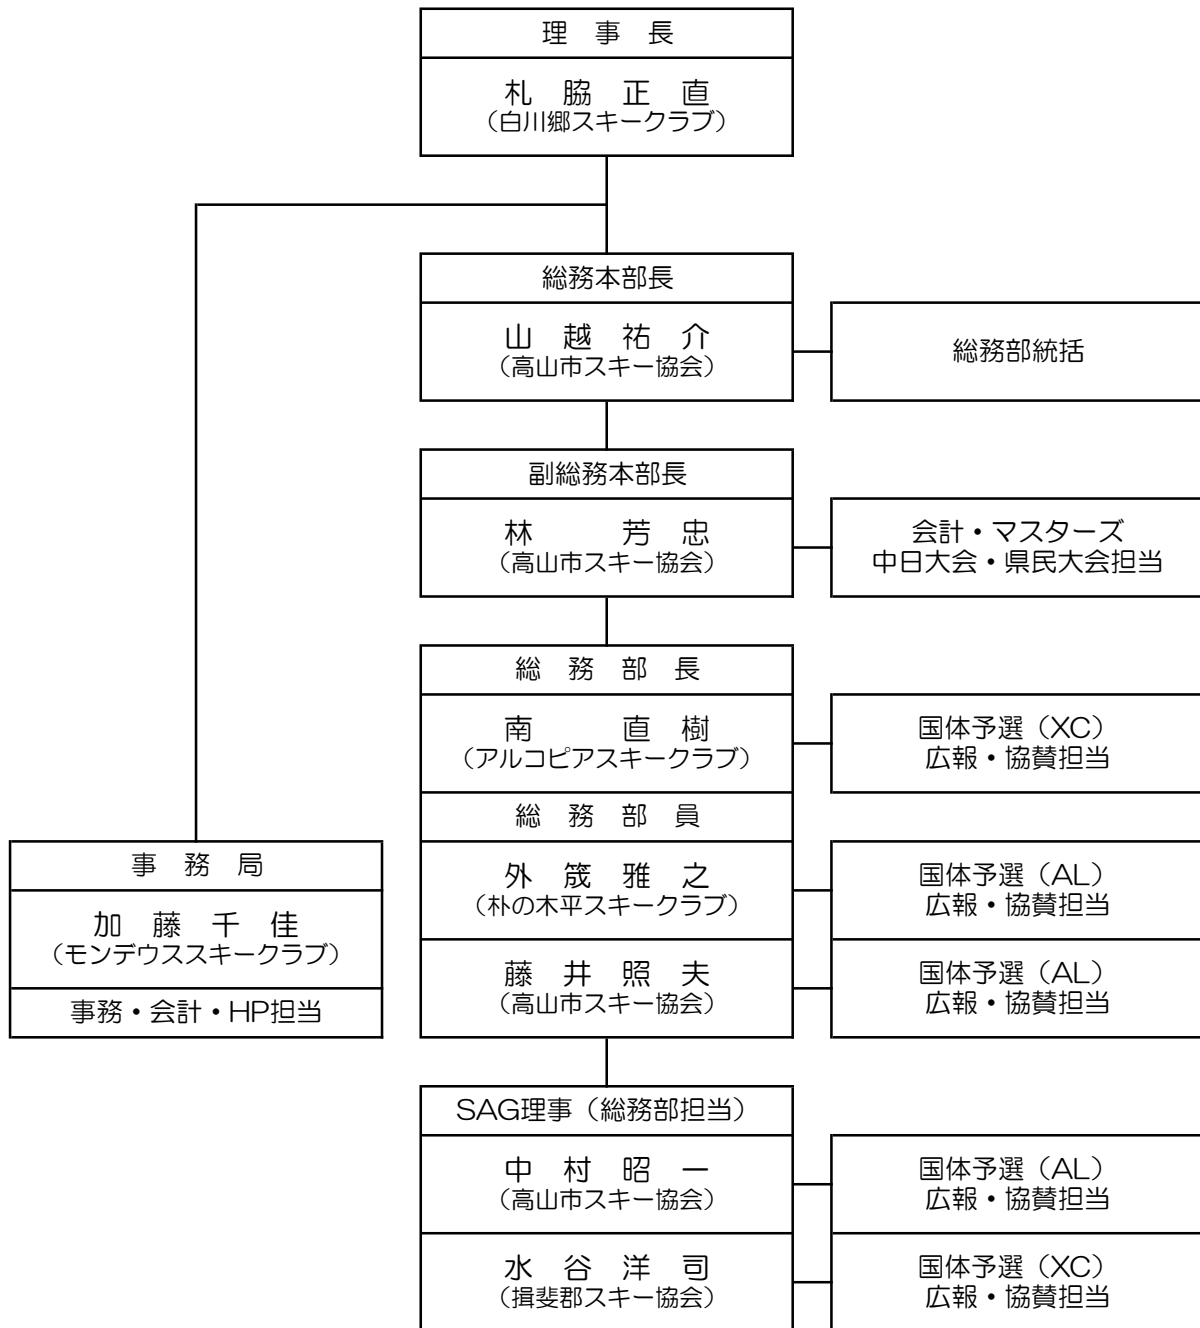 理　事　長
札　脇　正　直
（白川郷スキークラブ）
総務本部長
山　越　祐　介
（高山市スキー協会）
総務部統括
副総務本部長
林　　　芳　忠
（高山市スキー協会）
会計・マスターズ
中日大会・県民大会担当
総　務　部　長
南　　　直　樹
（アルコピアスキークラブ）
国体予選（XC）
広報・協賛担当
総　務　部　員
外　筬　雅　之
（朴の木平スキークラブ）
国体予選（AL）
広報・協賛担当
藤　井　照　夫
（高山市スキー協会）
国体予選（AL）
広報・協賛担当
事　務　局
加　藤　千　佳
（モンデウススキークラブ）
事務・会計・HP担当
SAG理事（総務部担当）
中　村　昭　一
（高山市スキー協会）
国体予選（AL）
広報・協賛担当
水　谷　洋　司
（揖斐郡スキー協会）
国体予選（XC）
広報・協賛担当